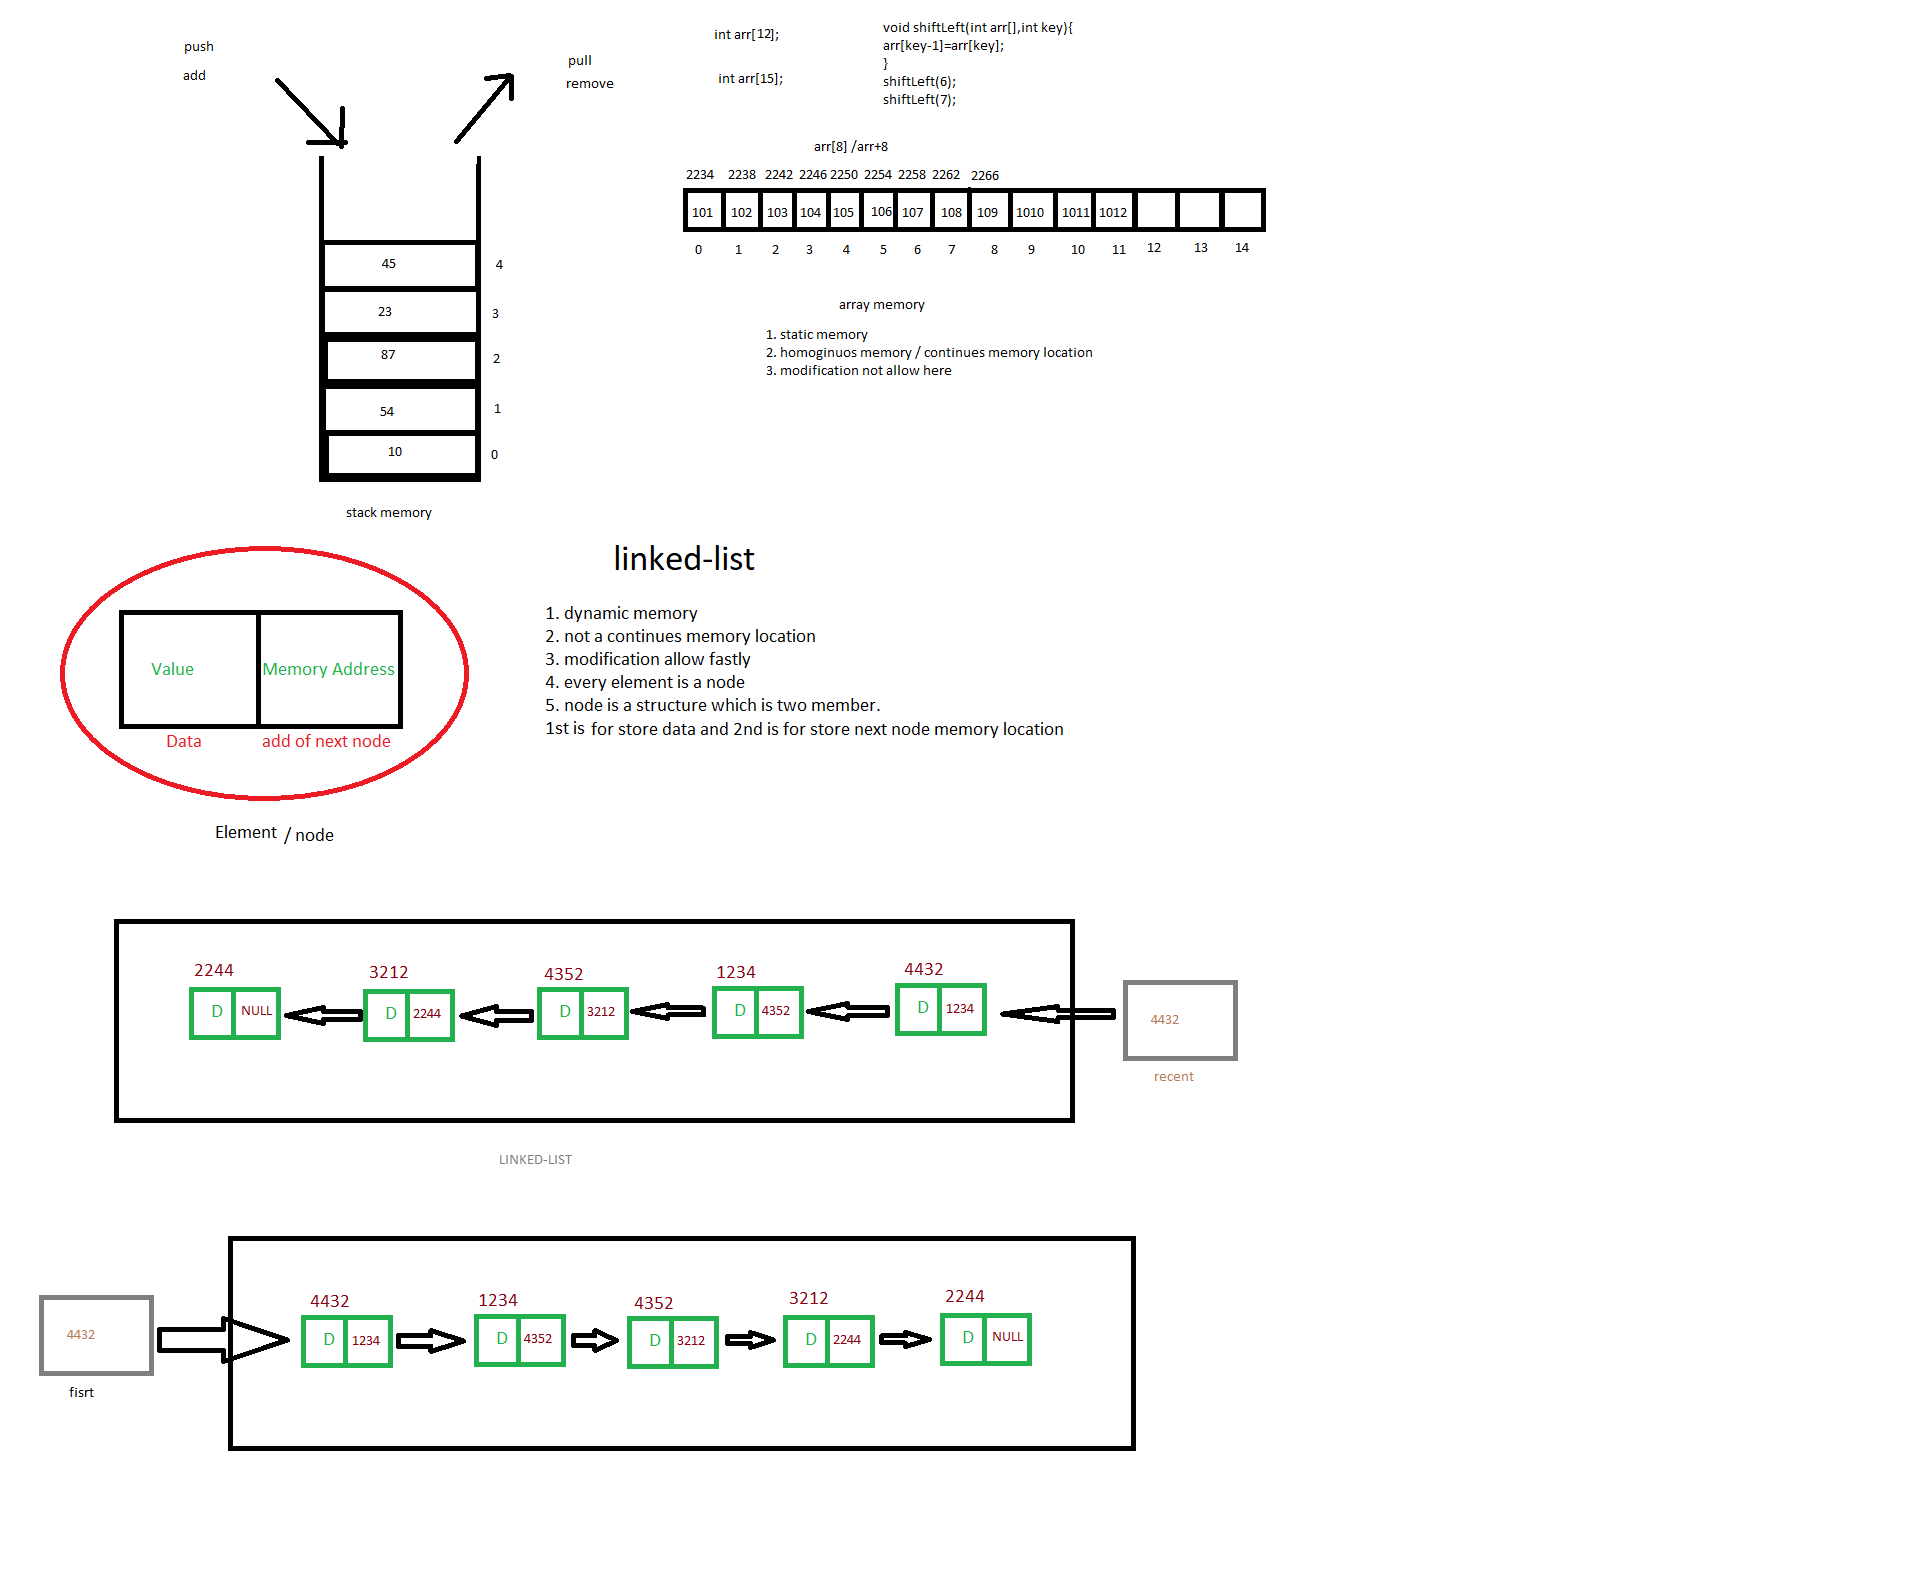 push
add
pull
remove
int arr[12];
int arr[15];
void shiftLeft(int arr[],int key){
arr[key-1]=arr[key];
}
shiftLeft(6);
shiftLeft(7);
arr[8] /arr+8
2234 2238 2242 2246 2250 2254 2258 2262 2266
101 102 103 104 105 106 107 108 109 1010 1011 1012
0 1 2 3 4 5 6 7 8 9 10 11 12 13 14
array memory
1. static memory
2. homoginuos memory / continues memory location
3. modification not allow here
45 4
23 3
87 2
54 1
10 0
stack memory
linked-list
1. dynamic memory
2. not a continues memory location
3. modification allow fastly
4. every element is a node
5. node is a structure which is two member.
1st is for store data and 2nd is for store next node memory location
Value Memory Address
Data add of next node
Element / node
2244 3212 4352 1234 4432
D NULL D 2244 D 3212 D 4352 D 1234 4432
recent
LINKED-LIST
4432 1234 4352 3212 2244
4432 D 1234 D 4352 D 3212 D 2244 D NULL
fisrt